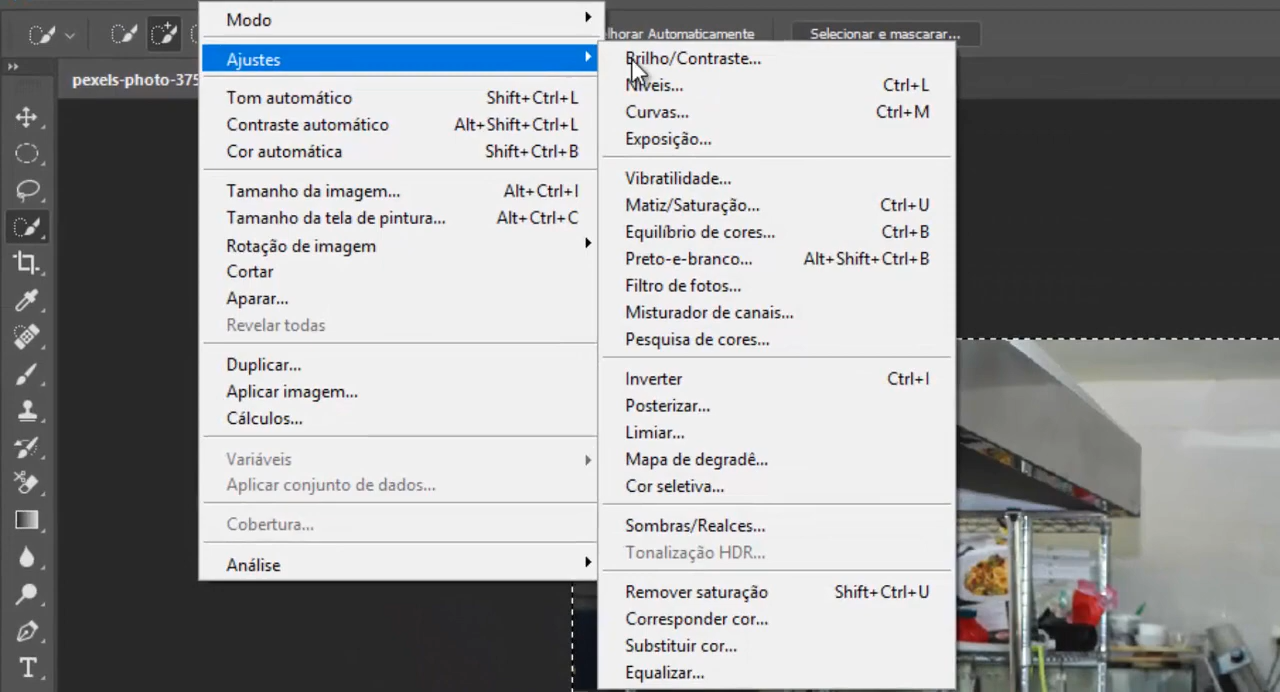 Modo
elhorar Automaticamente
Selecionar e mascarar...
Ajustes
pexels-photo-375
Tom automático Shift+Ctrl+L
Contraste automático Alt+Shift+Ctrl+L
Cor automática Shift+Ctrl+B
Tamanho da imagem... Alt+Ctrl+I
Tamanho da tela de pintura... Alt+Ctrl+C
Rotação de imagem
Cortar
Aparar...
Revelar todas
Duplicar...
Aplicar imagem...
Cálculos...
Variáveis
Aplicar conjunto de dados...
Cobertura...
Análise
Brilho/Contraste...
Níveis... Ctrl+L
Curvas... Ctrl+M
Exposição...
Vibratilidade...
Matiz/Saturação... Ctrl+U
Equilíbrio de cores... Ctrl+B
Preto-e-branco... Alt+Shift+Ctrl+B
Filtro de fotos...
Misturador de canais...
Pesquisa de cores...
Inverter Ctrl+I
Posterizar...
Limiar...
Mapa de degradê...
Cor seletiva...
Sombras/Realces...
Tonalização HDR...
Remover saturação Shift+Ctrl+U
Corresponder cor...
Substituir cor...
Equalizar...